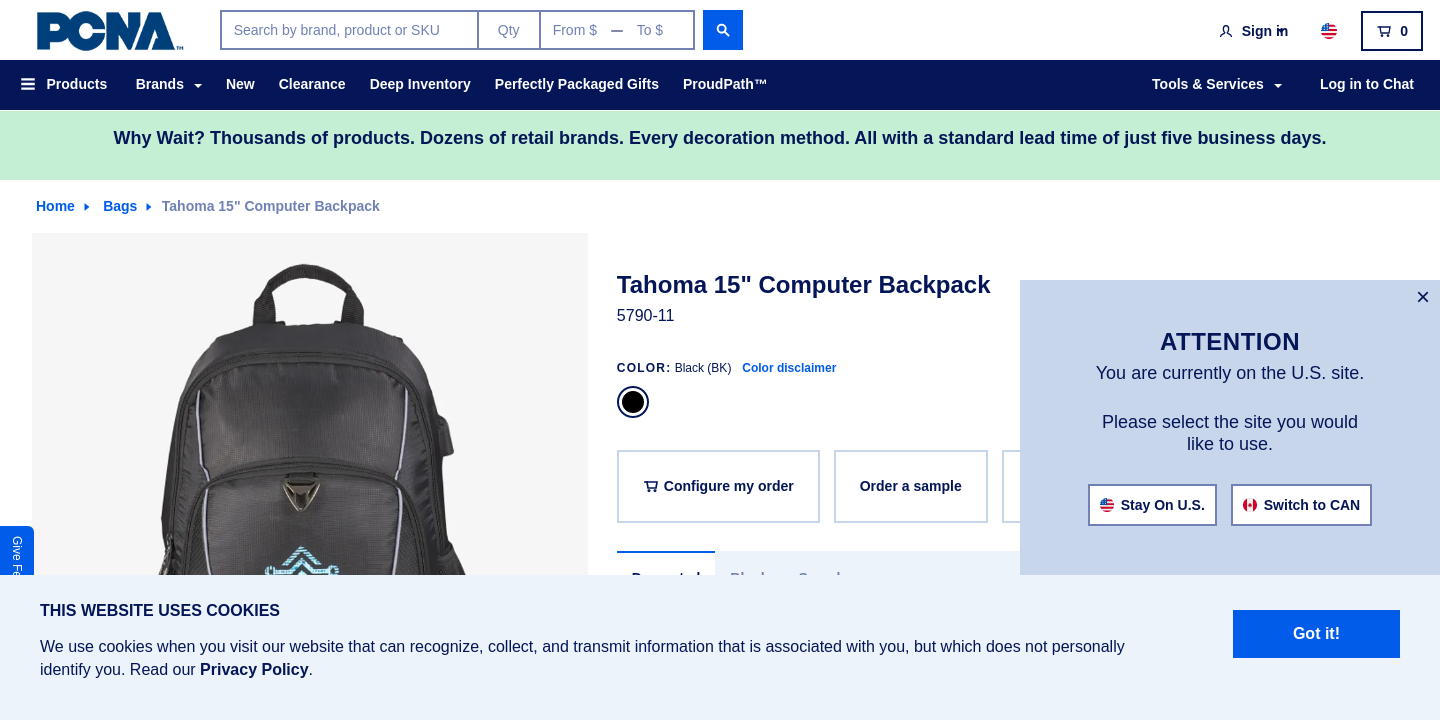 PCNA™
Search by brand, product or SKU
Qty
From $ — To $
Sign in
0
Products
Brands
New
Clearance
Deep Inventory
Perfectly Packaged Gifts
ProudPath™
Tools & Services
Log in to Chat
Why Wait? Thousands of products. Dozens of retail brands. Every decoration method. All with a standard lead time of just five business days.
Home
Bags
Tahoma 15" Computer Backpack
Tahoma 15" Computer Backpack
5790-11
COLOR: Black (BK) Color disclaimer
Configure my order
Order a sample
×
ATTENTION
You are currently on the U.S. site.
Please select the site you would
like to use.
Stay On U.S.
Switch to CAN
Give
THIS WEBSITE USES COOKIES
We use cookies when you visit our website that can recognize, collect, and transmit information that is associated with you, but which does not personally
identify you. Read our Privacy Policy.
Got it!